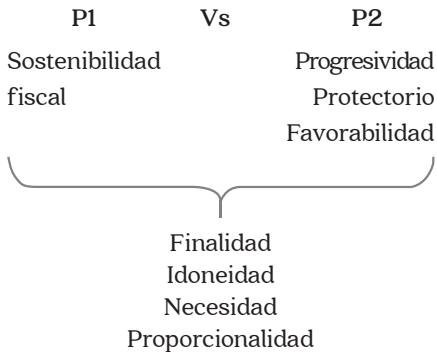 P1 Vs P2
Sostenibilidad Progresividad
fiscal Protectorio
Favorabilidad
Finalidad
Idoneidad
Necesidad
Proporcionalidad